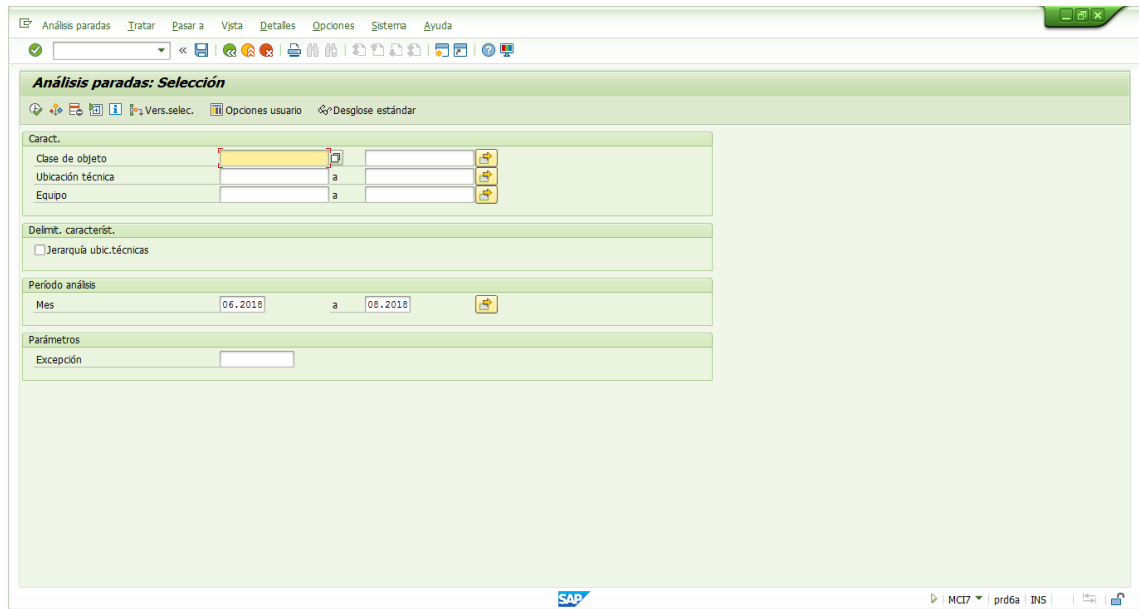 Análisis paradas Tratar Pasar a Vista Detalles Opciones Sistema Ayuda
Análisis paradas: Selección
Vers.selec. Opciones usuario Desglose estándar
Caract.
Clase de objeto
Ubicación técnica a
Equipo a
Delimit. característ.
Jerarquía ubic.técnicas
Período análisis
Mes 06.2018 a 08.2018
Parámetros
Excepción
SAP MCI7 prd6a INS